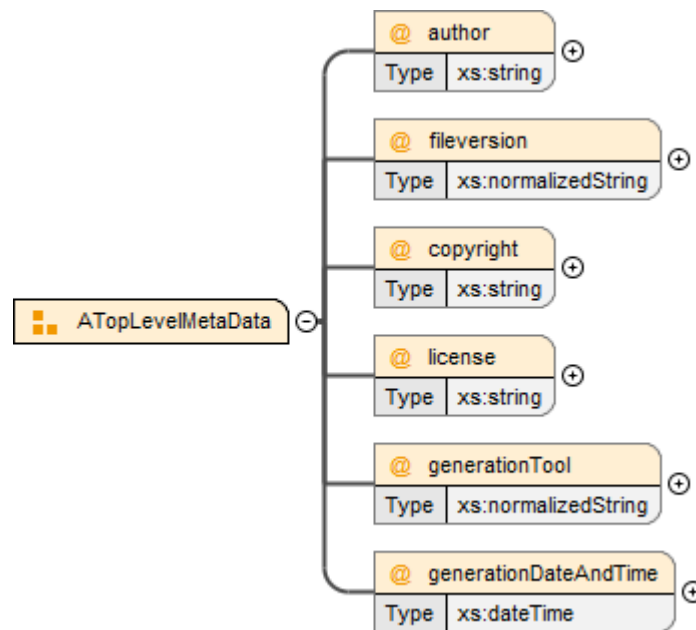 @ author
Type xs:string
@ fileversion
Type xs:normalizedString
@ copyright
Type xs:string
ATopLevelMetaData
@ license
Type xs:string
@ generationTool
Type xs:normalizedString
@ generationDateAndTime
Type xs:dateTime